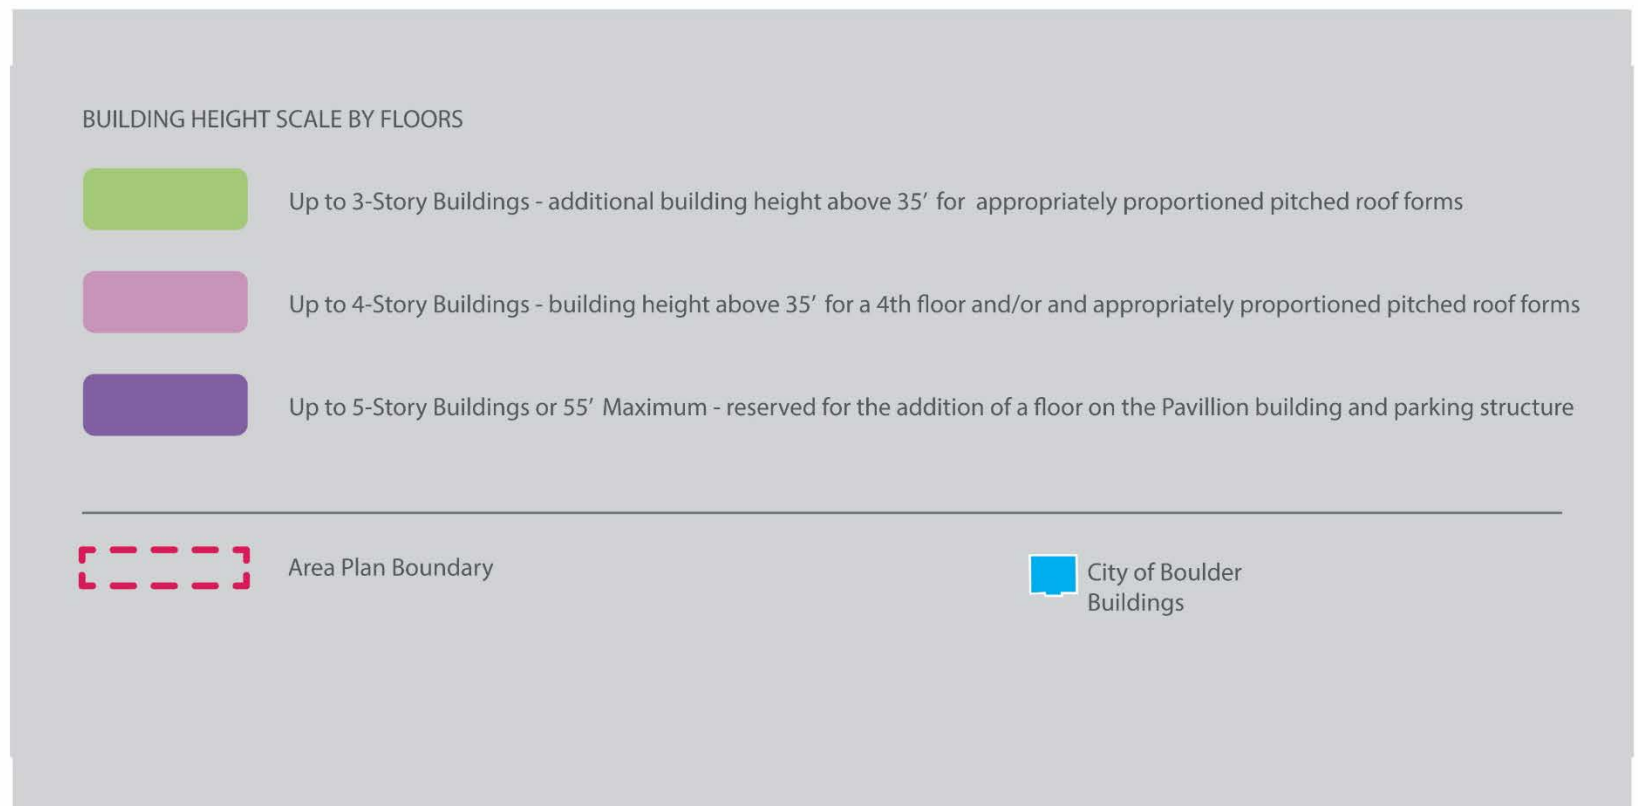 BUILDING HEIGHT SCALE BY FLOORS
Up to 3-Story Buildings - additional building height above 35’ for appropriately proportioned pitched roof forms
Up to 4-Story Buildings - building height above 35’ for a 4th floor and/or and appropriately proportioned pitched roof forms
Up to 5-Story Buildings or 55’ Maximum - reserved for the addition of a floor on the Pavillion building and parking structure
Area Plan Boundary
City of Boulder
Buildings